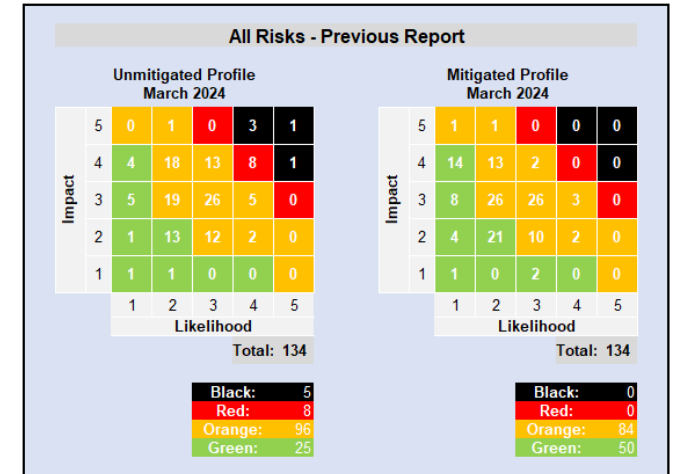 All Risks - Previous Report
Unmitigated Profile
March 2024
Impact
5 0 1 0 3 1
4 4 18 13 8 1
3 5 19 26 5 0
2 1 13 12 2 0
1 1 1 0 0 0
1 2 3 4 5
Likelihood
Total: 134
Black: 5
Red: 8
Orange: 96
Green: 25
Mitigated Profile
March 2024
Impact
5 1 1 0 0 0
4 14 13 2 0 0
3 8 26 26 3 0
2 4 21 10 2 0
1 1 0 2 0 0
1 2 3 4 5
Likelihood
Total: 134
Black: 0
Red: 0
Orange: 84
Green: 50